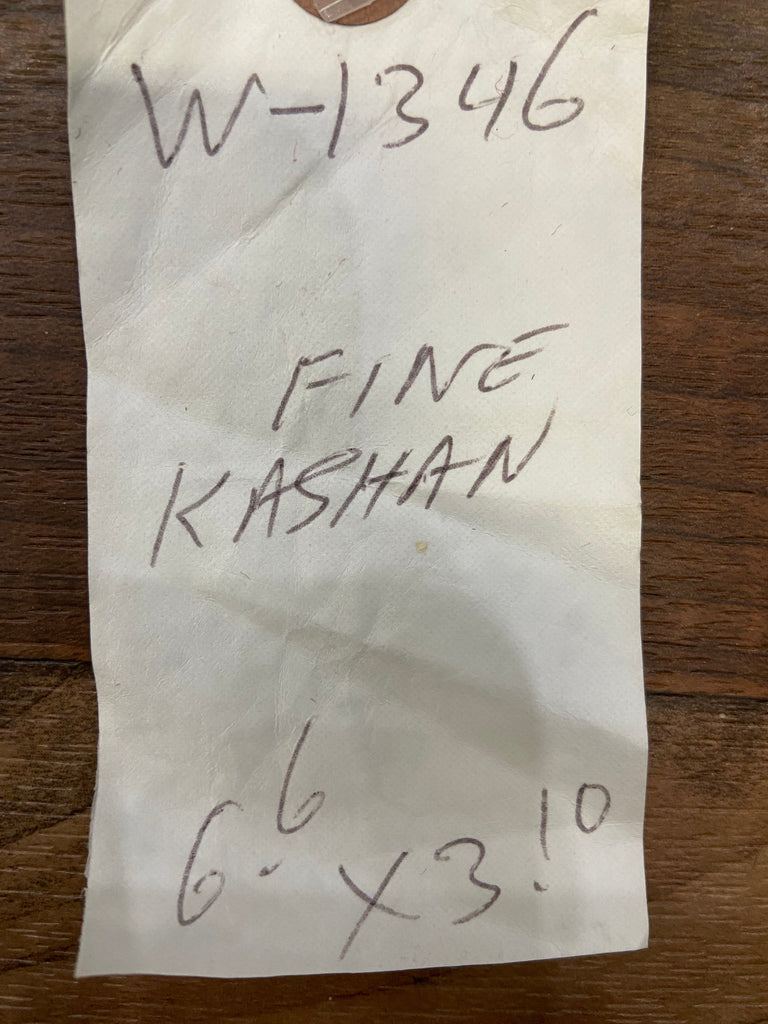 W-1346
FINE
KASHAN
6.6 x 3.10